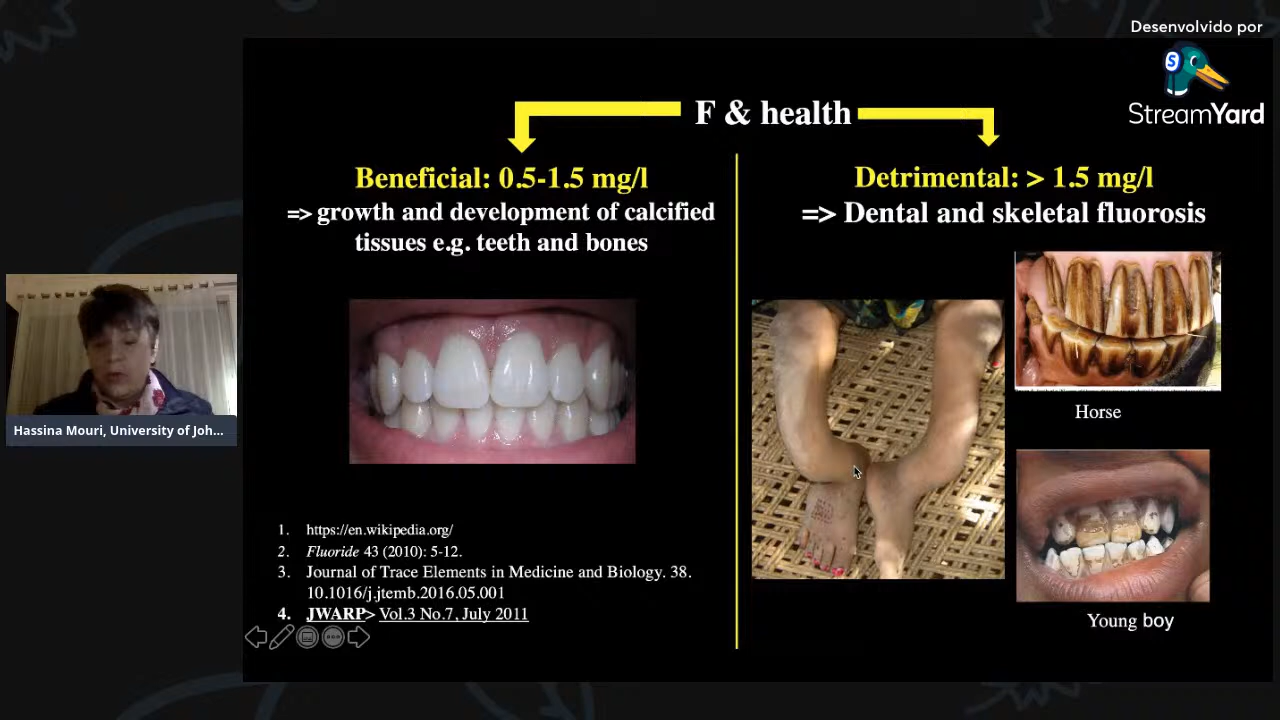 Desenvolvido por
StreamYard
F & health
Beneficial: 0.5-1.5 mg/l
=> growth and development of calcified
tissues e.g. teeth and bones
Detrimental: > 1.5 mg/l
=> Dental and skeletal fluorosis
Horse
Young boy
Hassina Mouri, University of Joh...
1. https://en.wikipedia.org/
2. Fluoride 43 (2010): 5-12.
3. Journal of Trace Elements in Medicine and Biology. 38.
10.1016/j.jtemb.2016.05.001
4. JWARP> Vol.3 No.7, July 2011